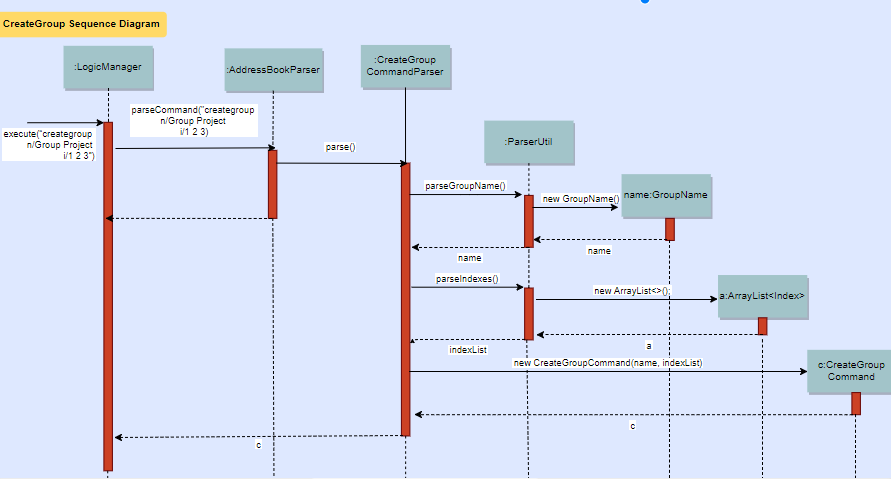 CreateGroup Sequence Diagram
:LogicManager
:AddressBookParser
:CreateGroup
CommandParser
parseCommand("creategroup
n/Group Project
i/1 2 3)
execute("creategroup
n/Group Project
i/1 2 3")
parse()
:ParserUtil
parseGroupName()
new GroupName()
name:GroupName
name
name
parseIndexes()
new ArrayList<>();
a:ArrayList<Index>
a
indexList
new CreateGroupCommand(name, indexList)
c:CreateGroup
Command
c
c